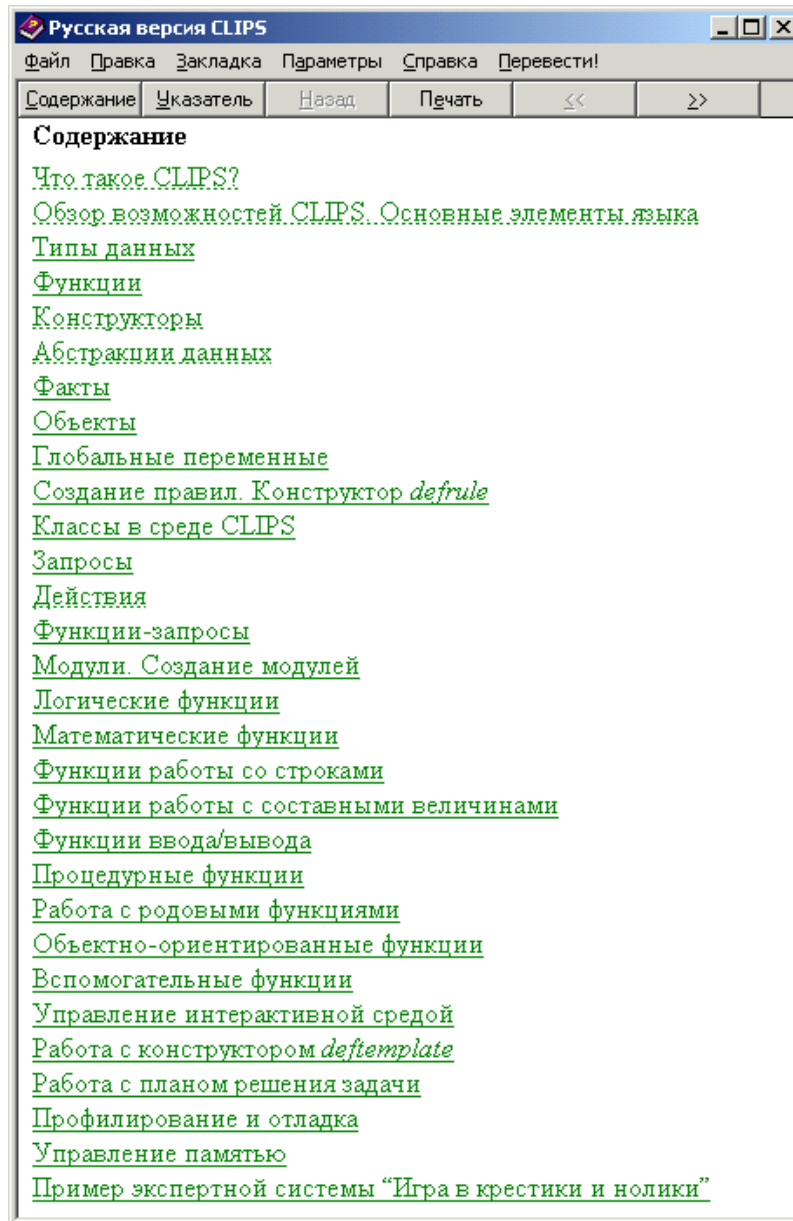 Русская версия CLIPS
Файл Правка Закладка Параметры Справка Перевести!
Содержание Указатель Назад Печать << >>
Содержание
Что такое CLIPS?
Обзор возможностей CLIPS. Основные элементы языка
Типы данных
Функции
Конструкторы
Абстракции данных
Факты
Объекты
Глобальные переменные
Создание правил. Конструктор defrule
Классы в среде CLIPS
Запросы
Действия
Функции-запросы
Модули. Создание модулей
Логические функции
Математические функции
Функции работы со строками
Функции работы с составными величинами
Функции ввода/вывода
Процедурные функции
Работа с родовыми функциями
Объектно-ориентированные функции
Вспомогательные функции
Управление интерактивной средой
Работа с конструктором deftemplate
Работа с планом решения задачи
Профилирование и отладка
Управление памятью
Пример экспертной системы “Игра в крестики и нолики”